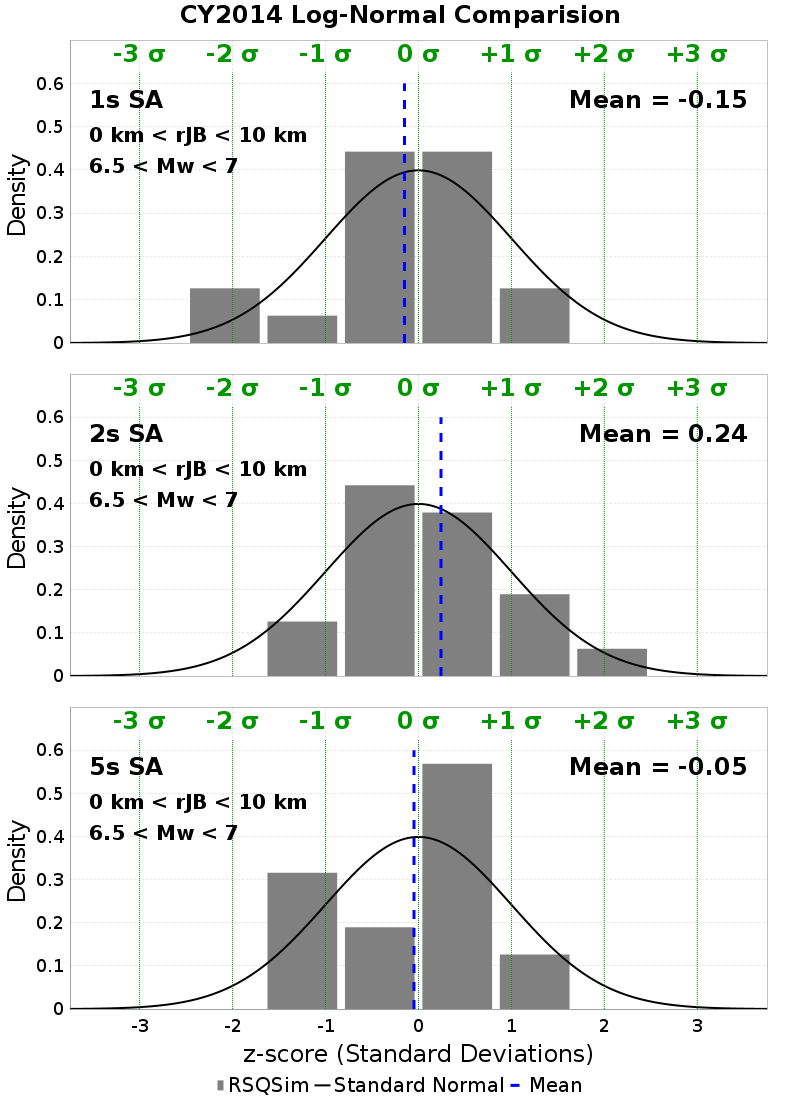 CY2014 Log-Normal Comparision
-3 σ -2 σ -1 σ 0 σ +1 σ +2 σ +3 σ
0.6
1s SA Mean = -0.15
0.5
0 km < rJB < 10 km
6.5 < Mw < 7
0.4
0.3
0.2
0.1
0
Density
-3 σ -2 σ -1 σ 0 σ +1 σ +2 σ +3 σ
0.6
2s SA Mean = 0.24
0.5
0 km < rJB < 10 km
6.5 < Mw < 7
0.4
0.3
0.2
0.1
0
Density
-3 σ -2 σ -1 σ 0 σ +1 σ +2 σ +3 σ
0.6
5s SA Mean = -0.05
0.5
0 km < rJB < 10 km
6.5 < Mw < 7
0.4
0.3
0.2
0.1
0
Density
-3 -2 -1 0 1 2 3
z-score (Standard Deviations)
RSQSim Standard Normal Mean